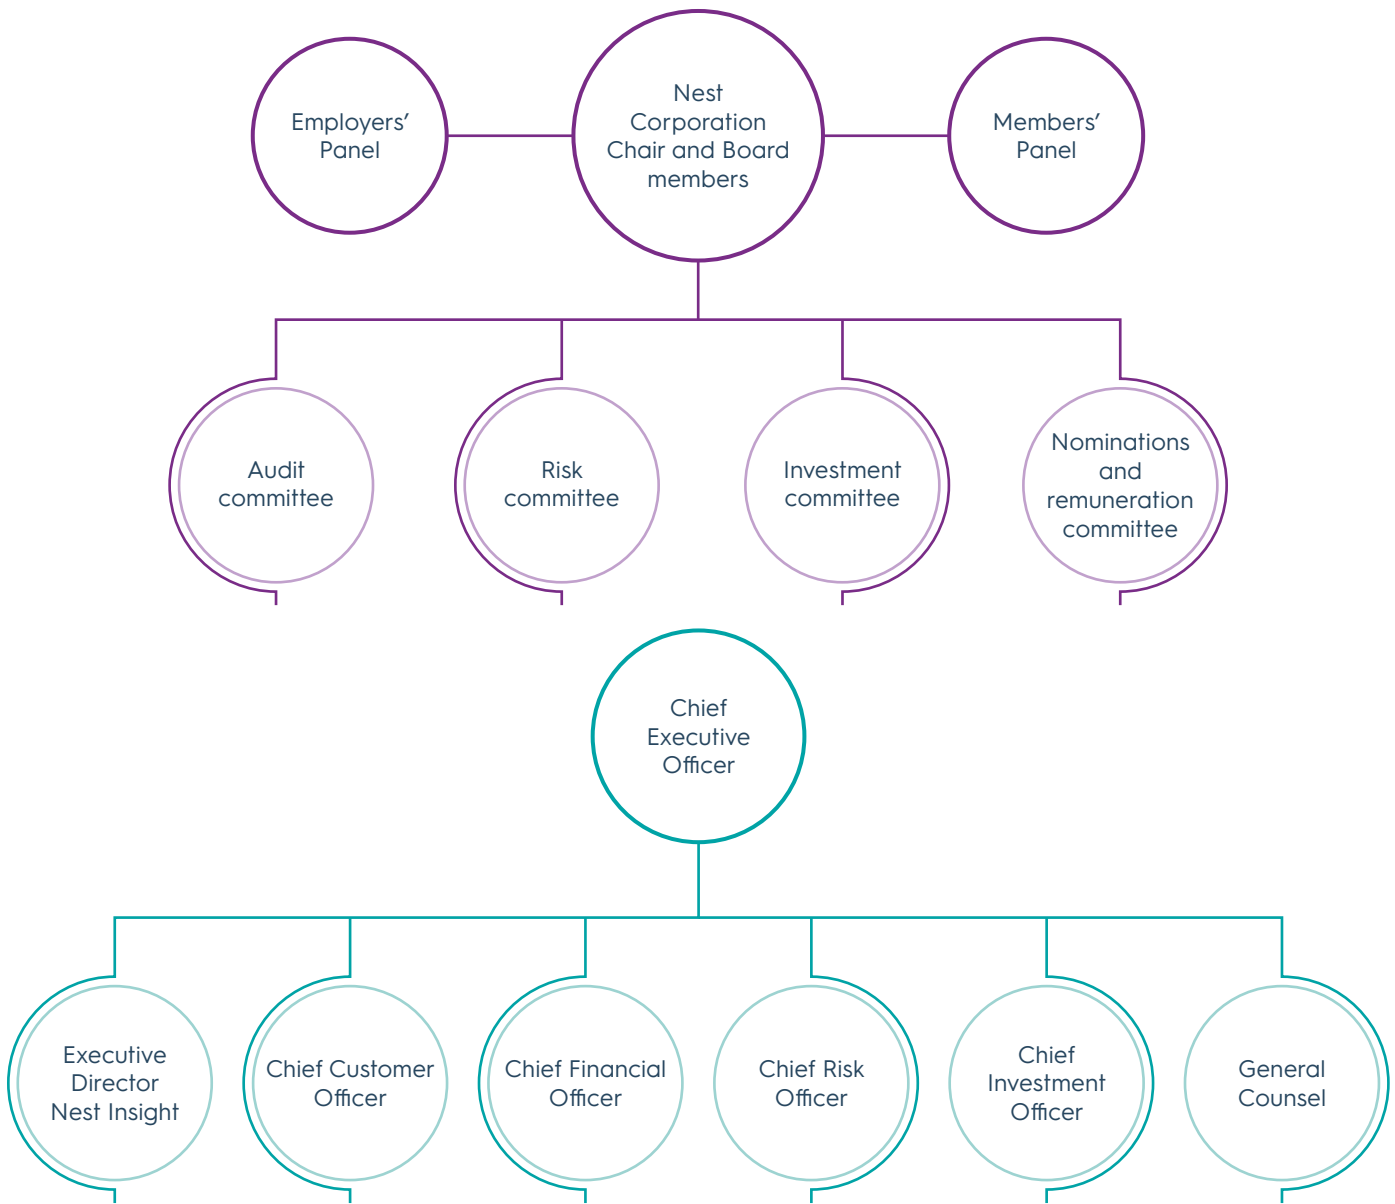 Employers’
Panel
Nest
Corporation
Chair and Board
members
Members’
Panel
Audit
committee
Risk
committee
Investment
committee
Nominations
and
remuneration
committee
Chief
Executive
Officer
Executive
Director
Nest Insight
Chief Customer
Officer
Chief Financial
Officer
Chief Risk
Officer
Chief
Investment
Officer
General
Counsel